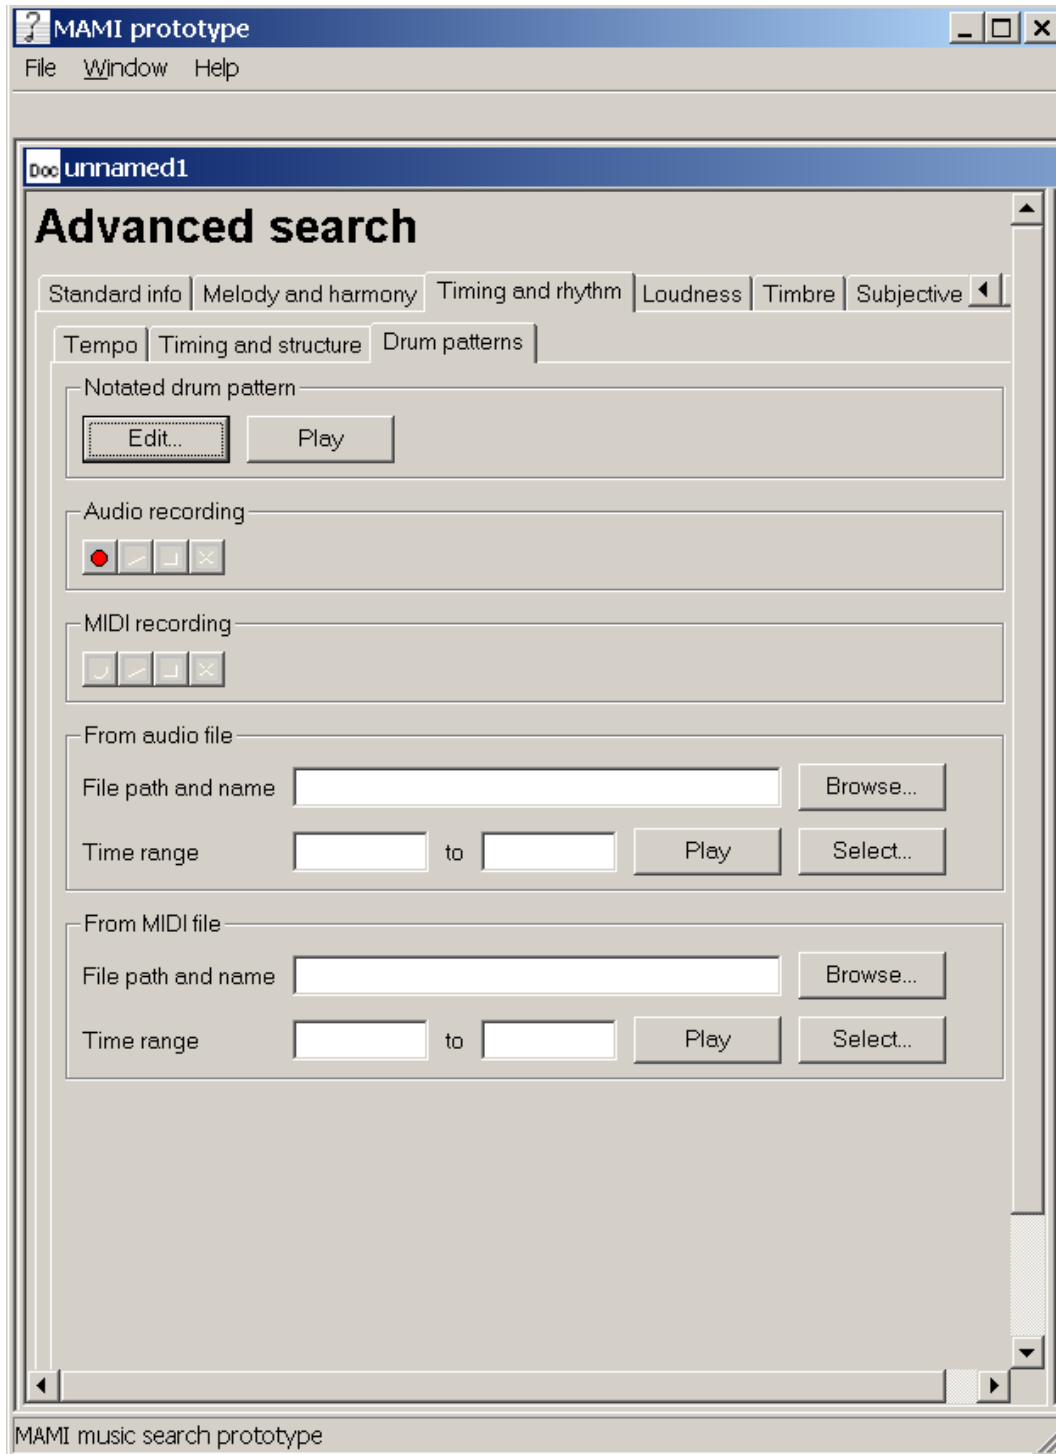 MAMI prototype
File Window Help
Doc unnamed1
Advanced search
Standard info Melody and harmony Timing and rhythm Loudness Timbre Subjective
Tempo Timing and structure Drum patterns
Notated drum pattern
Edit... Play
Audio recording
MIDI recording
From audio file
File path and name Browse...
Time range to Play Select...
From MIDI file
File path and name Browse...
Time range to Play Select...
MAMI music search prototype